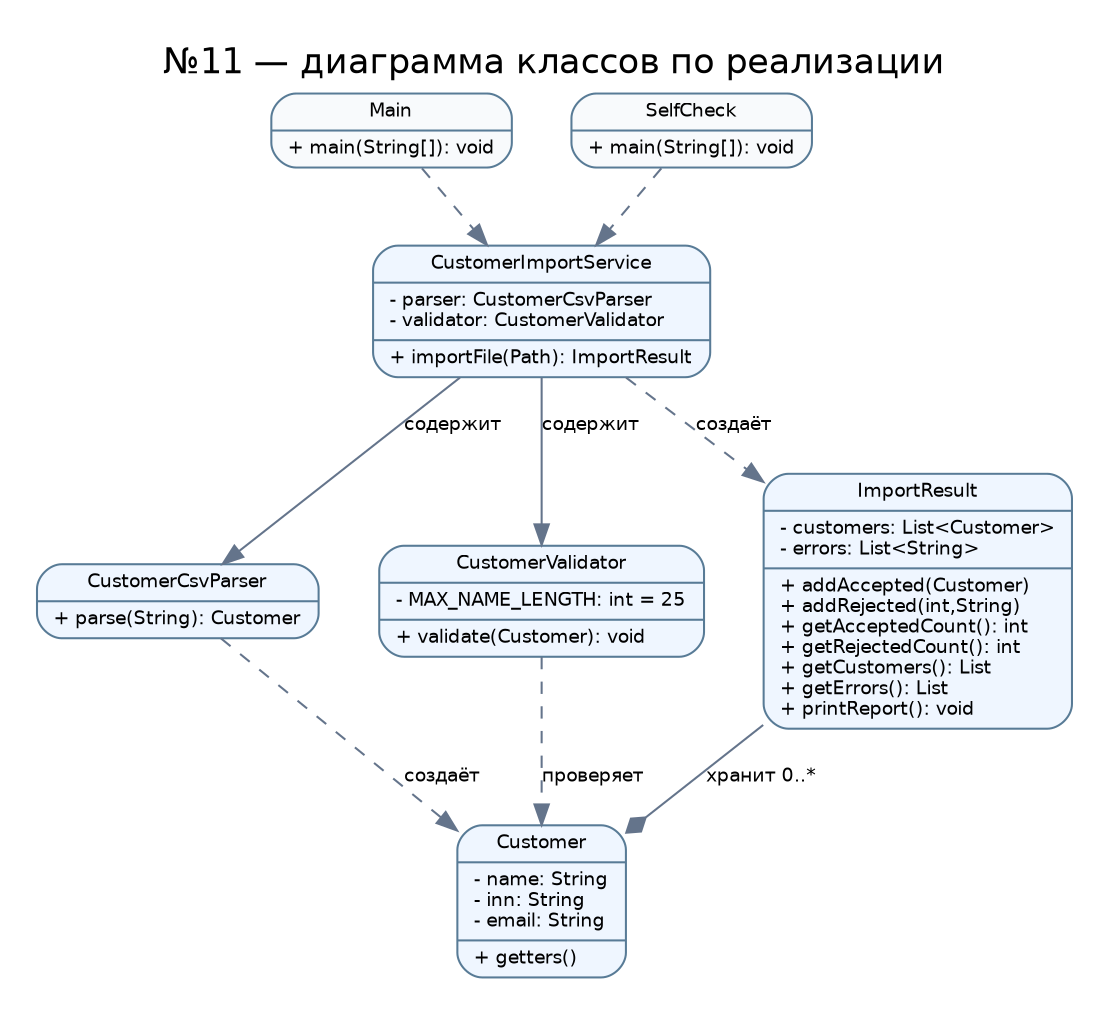 №11 — диаграмма классов по реализации
Main
+ main(String[]): void
SelfCheck
+ main(String[]): void
CustomerImportService
- parser: CustomerCsvParser
- validator: CustomerValidator
+ importFile(Path): ImportResult
содержит
содержит
создаёт
CustomerCsvParser
+ parse(String): Customer
CustomerValidator
- MAX_NAME_LENGTH: int = 25
+ validate(Customer): void
ImportResult
- customers: List<Customer>
- errors: List<String>
+ addAccepted(Customer)
+ addRejected(int,String)
+ getAcceptedCount(): int
+ getRejectedCount(): int
+ getCustomers(): List
+ getErrors(): List
+ printReport(): void
создаёт
проверяет
хранит 0..*
Customer
- name: String
- inn: String
- email: String
+ getters()